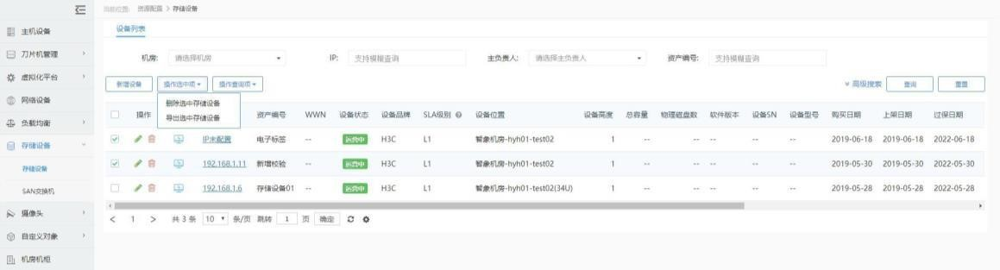 当前位置: 资源配置 > 存储设备
主机设备
刀片机管理
虚拟化平台
网络设备
负载均衡
存储设备
存储设备
SAN交换机
摄像头
自定义对象
机房机柜
设备列表
机房: 请选择机房 IP: 支持模糊查询 主负责人: 请选择主负责人 资产编号: 支持模糊查询
新增设备 操作选中项 操作查询项 高级搜索 查询 重置
删除选中存储设备
导出选中存储设备
操作 资产编号 WWN 设备状态 设备品牌 SLA级别 设备位置 设备高度 总容量 物理磁盘数 软件版本 设备SN 设备型号 购买日期 上架日期 过保日期
IP未配置 电子标签 -- 运营中 H3C L1 智象机房-hyh01-test02 1 -- -- -- -- -- 2019-06-18 2019-06-18 2022-06-18
192.168.1.11 新增校验 -- 运营中 H3C L1 智象机房-hyh01-test02 1 -- -- -- -- -- 2019-05-30 2019-05-30 2022-05-30
192.168.1.6 存储设备01 -- 运营中 H3C L1 智象机房-hyh01-test02(34U) 1 -- -- -- -- -- 2019-05-28 2019-05-28 2022-05-28
< 1 > 共 3 条 10 条/页 跳转 1 页 确定